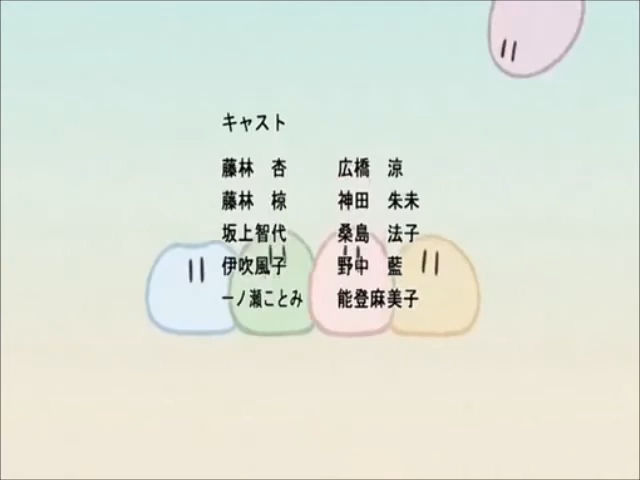 キャスト
藤林　杏　広橋　涼
藤林　椋　神田　朱未
坂上智代　桑島　法子
伊吹風子　野中　藍
一ノ瀬ことみ　能登麻美子